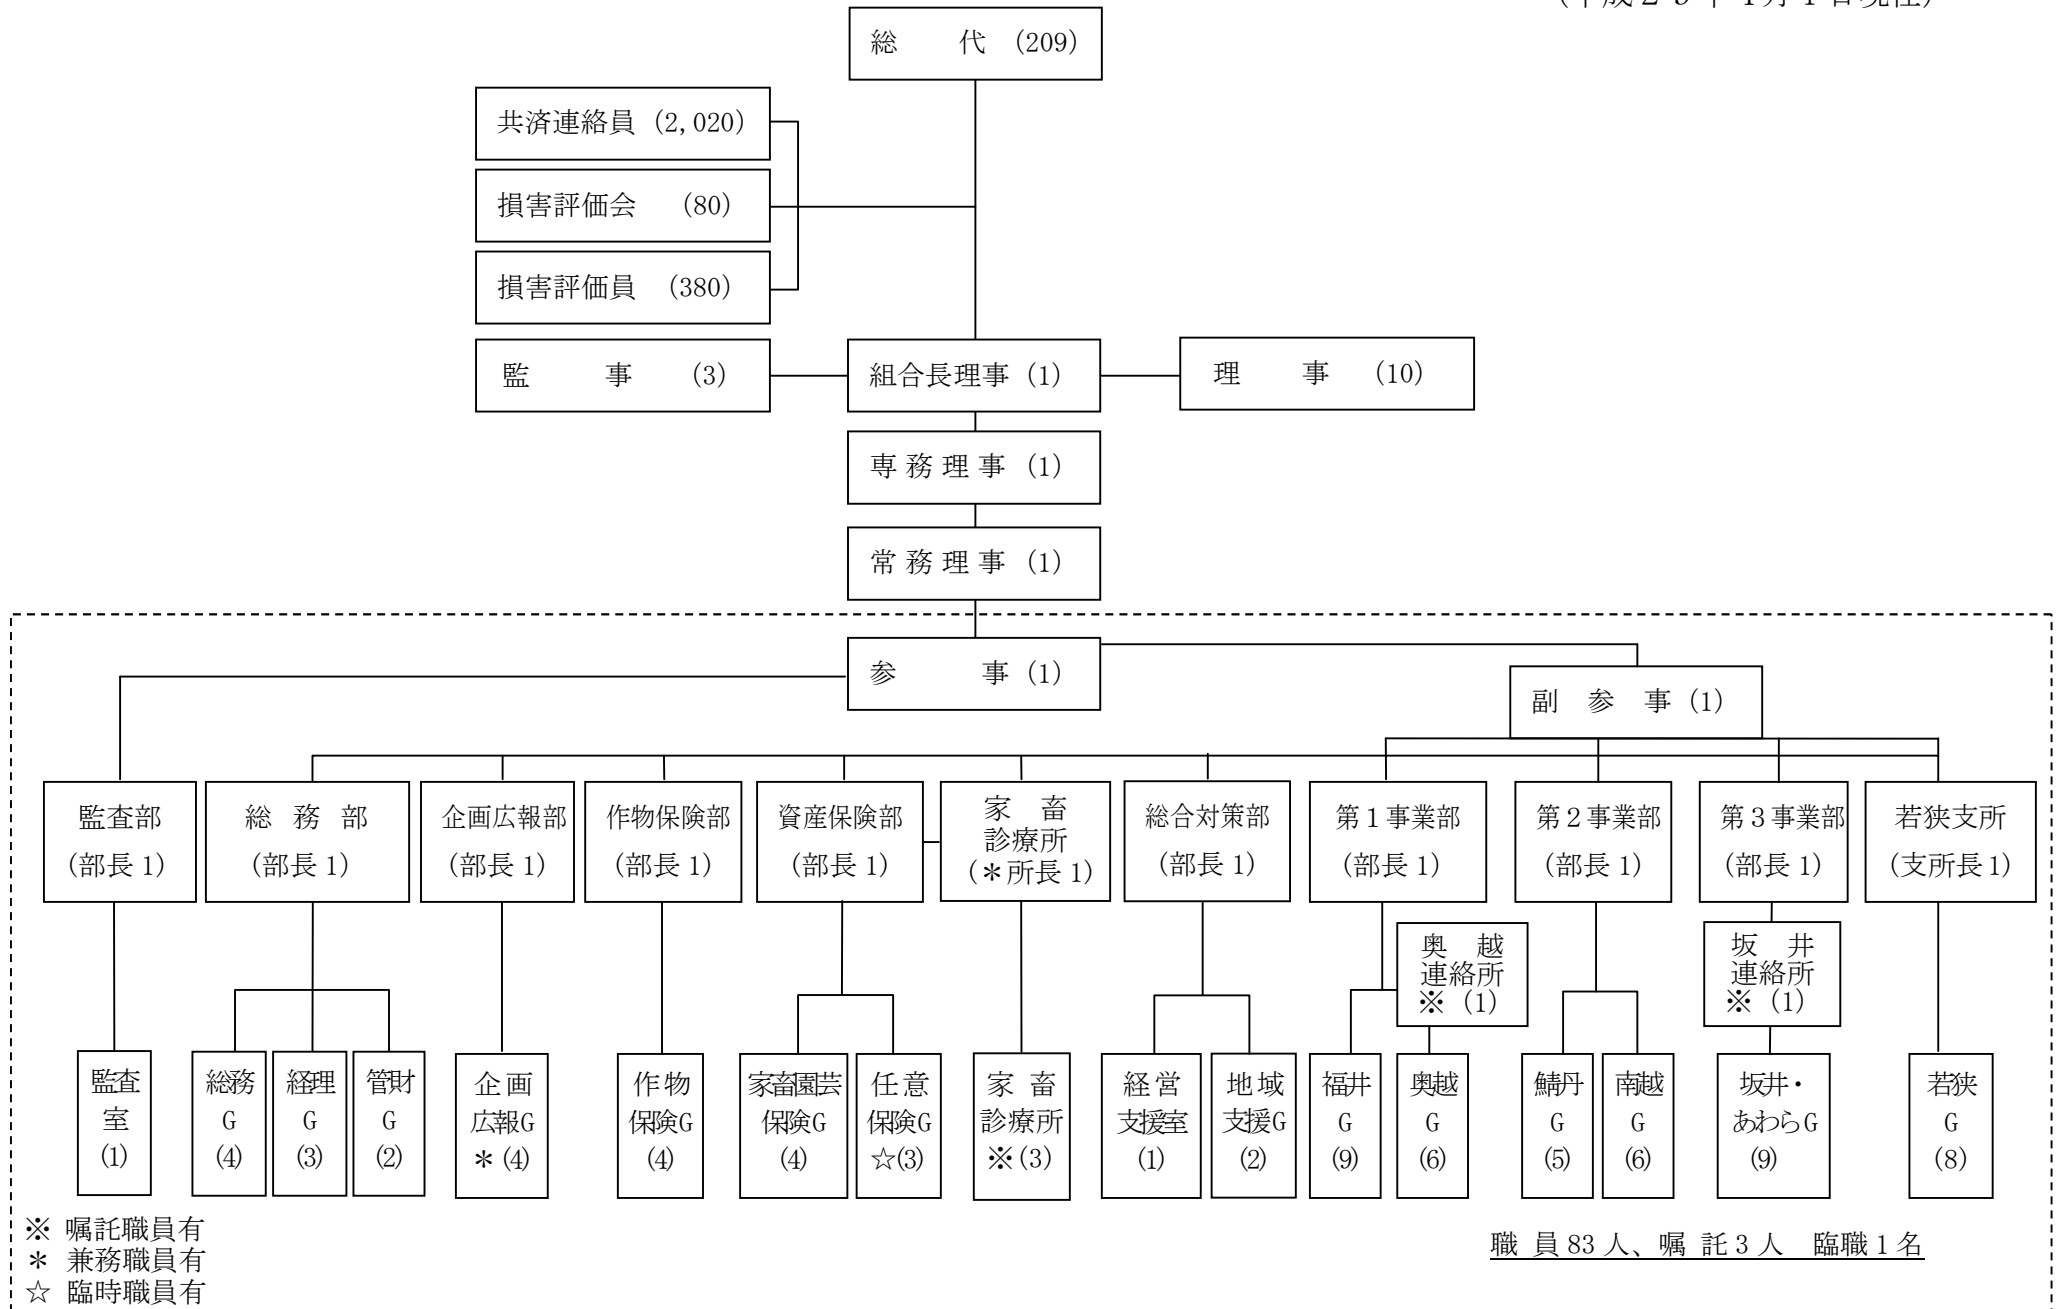 総 代 (209)
共済連絡員 (2,020)
損害評価会 (80)
損害評価員 (380)
監 事 (3)
組合長理事 (1)
理 事 (10)
専 務 理 事 (1)
常 務 理 事 (1)
参 事 (1)
副 参 事 (1)
監査部
(部長 1)
総 務 部
(部長 1)
企画広報部
(部長 1)
作物保険部
(部長 1)
資産保険部
(部長 1)
家 畜
診療所
(＊所長 1)
総合対策部
(部長 1)
第１事業部
(部長 1)
第２事業部
(部長 1)
第３事業部
(部長 1)
若狭支所
(支所長 1)
奥 越
連絡所
※ (1)
坂 井
連絡所
※ (1)
監査
室
(1)
総務
G
(4)
経理
G
(3)
管財
G
(2)
企 画
広報G
＊(4)
作 物
保険G
(4)
家畜園芸
保険G
(4)
任 意
保険G
☆(3)
家 畜
診療所
※(3)
経 営
支援室
(1)
地 域
支援G
(2)
福井
G
(9)
奥越
G
(6)
鯖丹
G
(5)
南越
G
(6)
坂井・
あわらG
(9)
若狭
G
(8)
※ 嘱託職員有
＊ 兼務職員有
☆ 臨時職員有
職 員 83 人、嘱 託 3 人 臨職 1 名